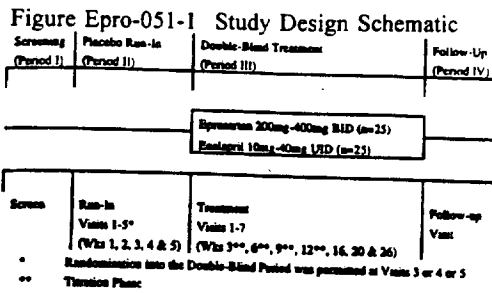 Figure Epro-051-1 Study Design Schematic
Screening Placebo Run-In Double-Blind Treatment Follow-Up
(Period I) (Period II) (Period III) (Period IV)
Eprosartan 200mg-400mg BID (n=25)
Enalapril 10mg-40mg UID (n=25)
Screen Run-In Treatment Follow-up
Visits 1-5* Visits 1-7 Visit
(Wks 1, 2, 3, 4 & 5) (Wks 3**, 6**, 9**, 12**, 16, 20 & 26)
* Randomization into the Double-Blind Period was permitted at Visits 3 or 4 or 5
** Titration Phase